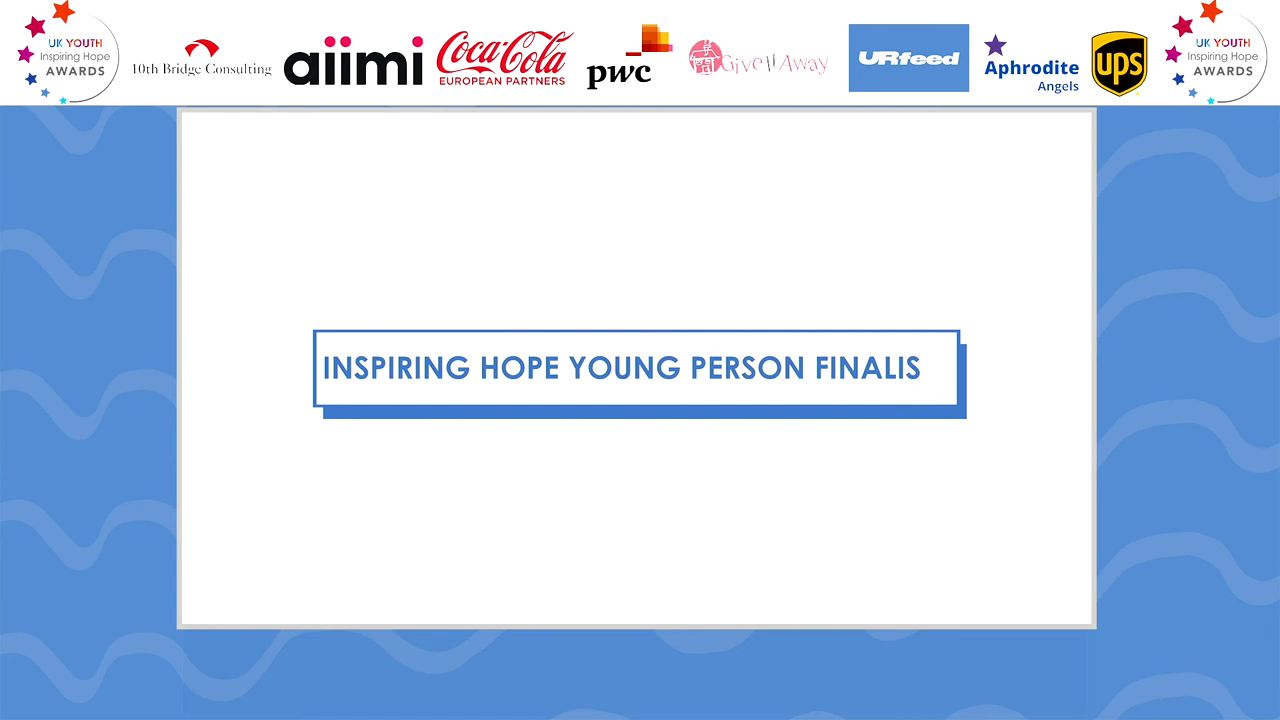 UK YOUTH
Inspiring Hope
AWARDS
10th Bridge Consulting
aiimi
Coca-Cola
EUROPEAN PARTNERS
pwc
Give It Away
URfeed
Aphrodite
Angels
UPS
UK YOUTH
Inspiring Hope
AWARDS
INSPIRING HOPE YOUNG PERSON FINALIS